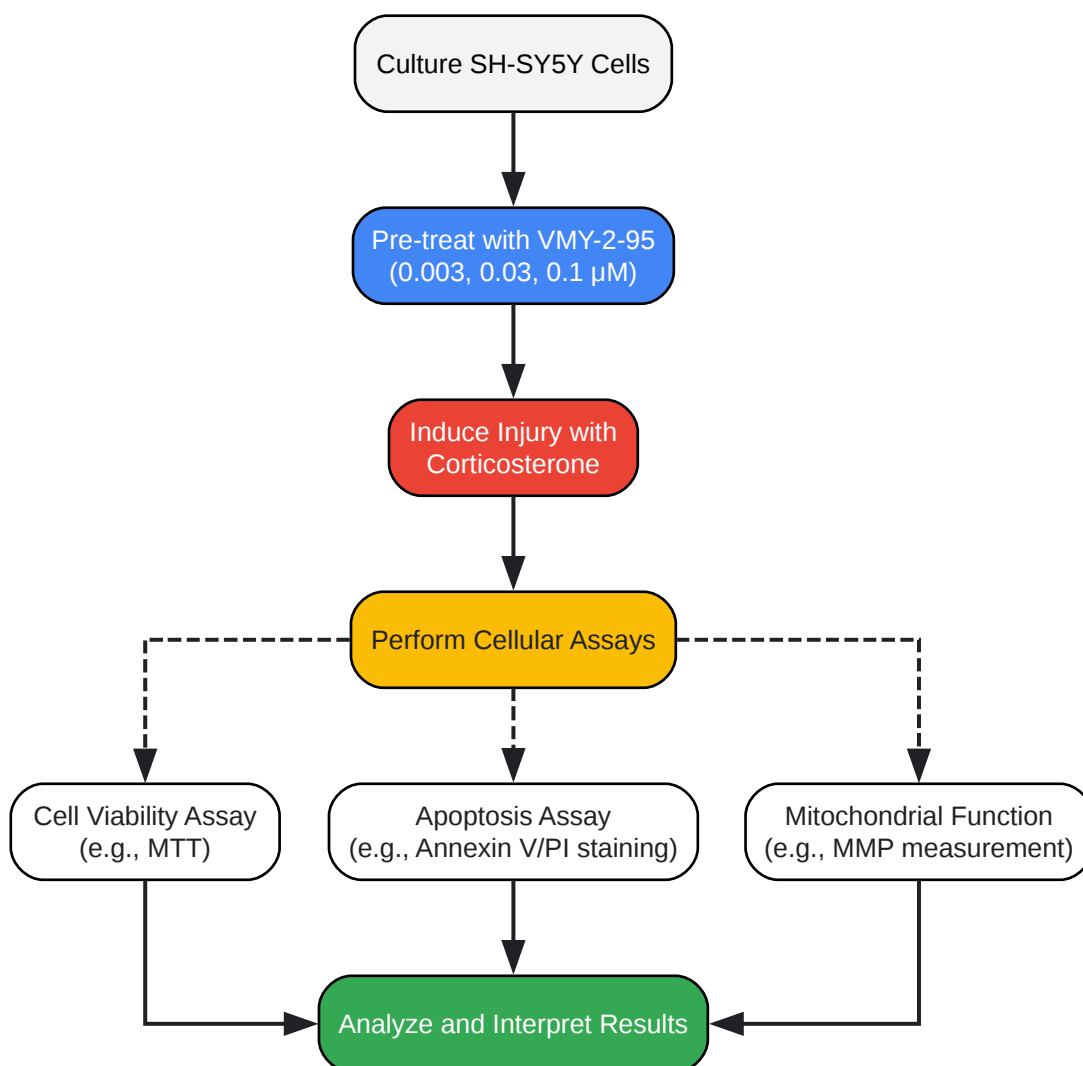 Culture SH-SY5Y Cells
Pre-treat with VMY-2-95
(0.003, 0.03, 0.1 μM)
Induce Injury with
Corticosterone
Perform Cellular Assays
Cell Viability Assay
(e.g., MTT)
Apoptosis Assay
(e.g., Annexin V/PI staining)
Mitochondrial Function
(e.g., MMP measurement)
Analyze and Interpret Results